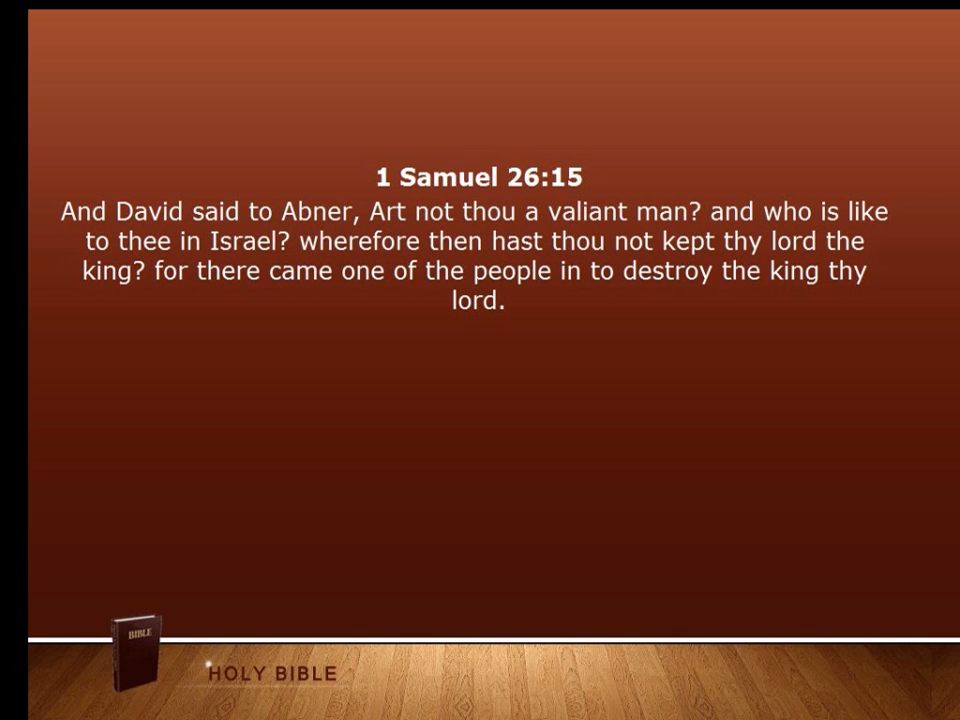 1 Samuel 26:15
And David said to Abner, Art not thou a valiant man? and who is like
to thee in Israel? wherefore then hast thou not kept thy lord the
king? for there came one of the people in to destroy the king thy
lord.
BIBLE
HOLY BIBLE